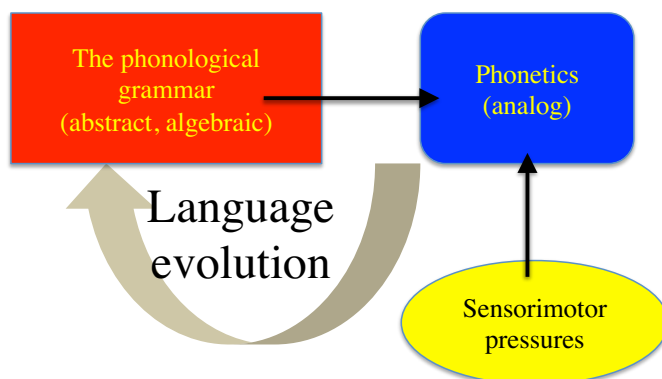 The phonological
grammar
(abstract, algebraic)
Phonetics
(analog)
Language
evolution
Sensorimotor
pressures